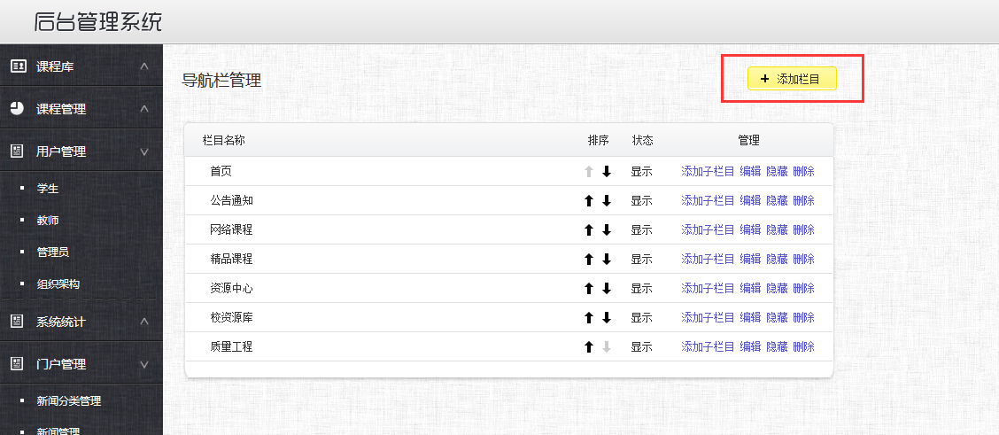 后台管理系统
课程库
课程管理
用户管理
学生
教师
管理员
组织架构
系统统计
门户管理
新闻分类管理
新闻管理
导航栏管理
+ 添加栏目
栏目名称 排序 状态 管理
首页 显示 添加子栏目 编辑 隐藏 删除
公告通知 显示 添加子栏目 编辑 隐藏 删除
网络课程 显示 添加子栏目 编辑 隐藏 删除
精品课程 显示 添加子栏目 编辑 隐藏 删除
资源中心 显示 添加子栏目 编辑 隐藏 删除
校资源库 显示 添加子栏目 编辑 隐藏 删除
质量工程 显示 添加子栏目 编辑 隐藏 删除